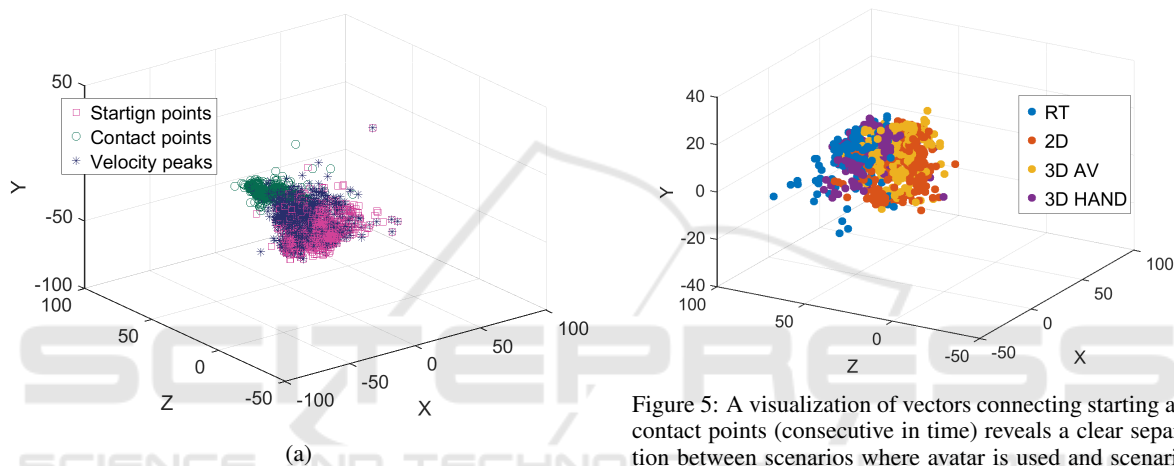 50
-50
-100
Y
□ Startign points
○ Contact points
* Velocity peaks
100
50
0
-50
Z
-100
-50
0
50
100
X
(a)
40
20
0
-20
-40
Y
RT
2D
3D AV
3D HAND
100
50
0
-50
Z
-50
0
50
100
X
SCITEPRESS
Figure 5: A visualization of vectors connecting starting a
contact points (consecutive in time) reveals a clear separ
tion between scenarios where avatar is used and scenari